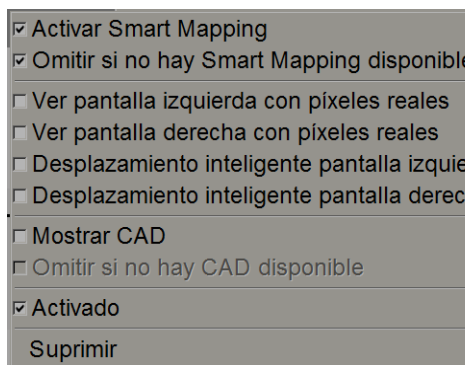 Activar Smart Mapping
Omitir si no hay Smart Mapping disponible
Ver pantalla izquierda con píxeles reales
Ver pantalla derecha con píxeles reales
Desplazamiento inteligente pantalla izquie
Desplazamiento inteligente pantalla derec
Mostrar CAD
Omitir si no hay CAD disponible
Activado
Suprimir